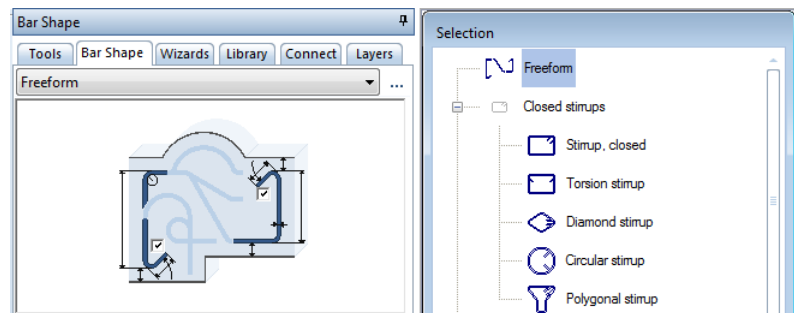 Bar Shape
Tools Bar Shape Wizards Library Connect Layers
Freeform
...
Selection
Freeform
Closed stirrups
Stirrup, closed
Torsion stirrup
Diamond stirrup
Circular stirrup
Polygonal stirrup